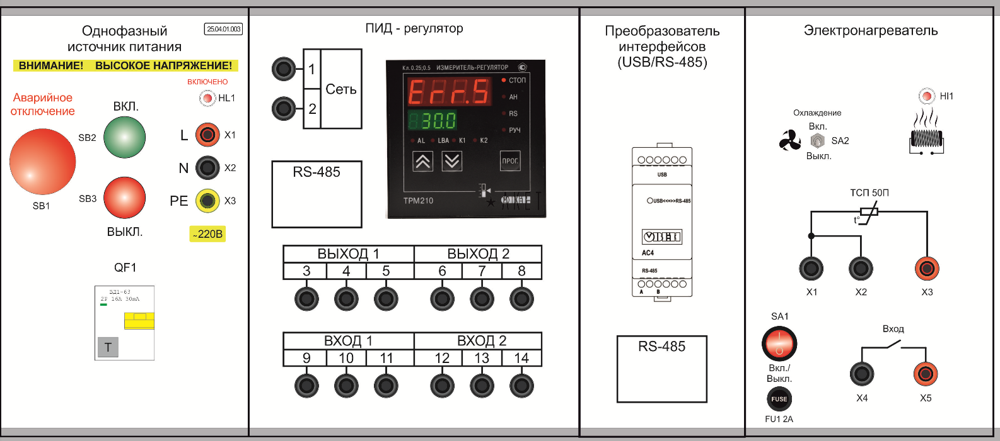 Однофазный
источник питания
25.04.01.003
ВНИМАНИЕ! ВЫСОКОЕ НАПРЯЖЕНИЕ!
ВКЛЮЧЕНО
HL1
Аварийное
отключение
ВКЛ.
SB2
L
X1
N
X2
SB1
SB3
PE
X3
ВЫКЛ.
~220В
QF1
ВД1-63
2P 16A 30mA
T
ПИД - регулятор
1
2
Сеть
RS-485
Кл.0.25;0.5 ИЗМЕРИТЕЛЬ-РЕГУЛЯТОР
Err.5
30.0
СТОП
АН
RS
РУЧ
AL LBA K1 K2
ПРОГ.
ТРМ210
ВЫХОД 1 ВЫХОД 2
3 4 5 6 7 8
ВХОД 1 ВХОД 2
9 10 11 12 13 14
Преобразователь
интерфейсов
(USB/RS-485)
USB
USB<<=>>RS-485
ОВЕН
АС4
RS-485
A B
RS-485
Электронагреватель
HI1
Охлаждение
Вкл.
SA2
Выкл.
ТСП 50П
t°
X1 X2 X3
SA1
Вкл./
Выкл.
FUSE
FU1 2A
Вход
X4 X5